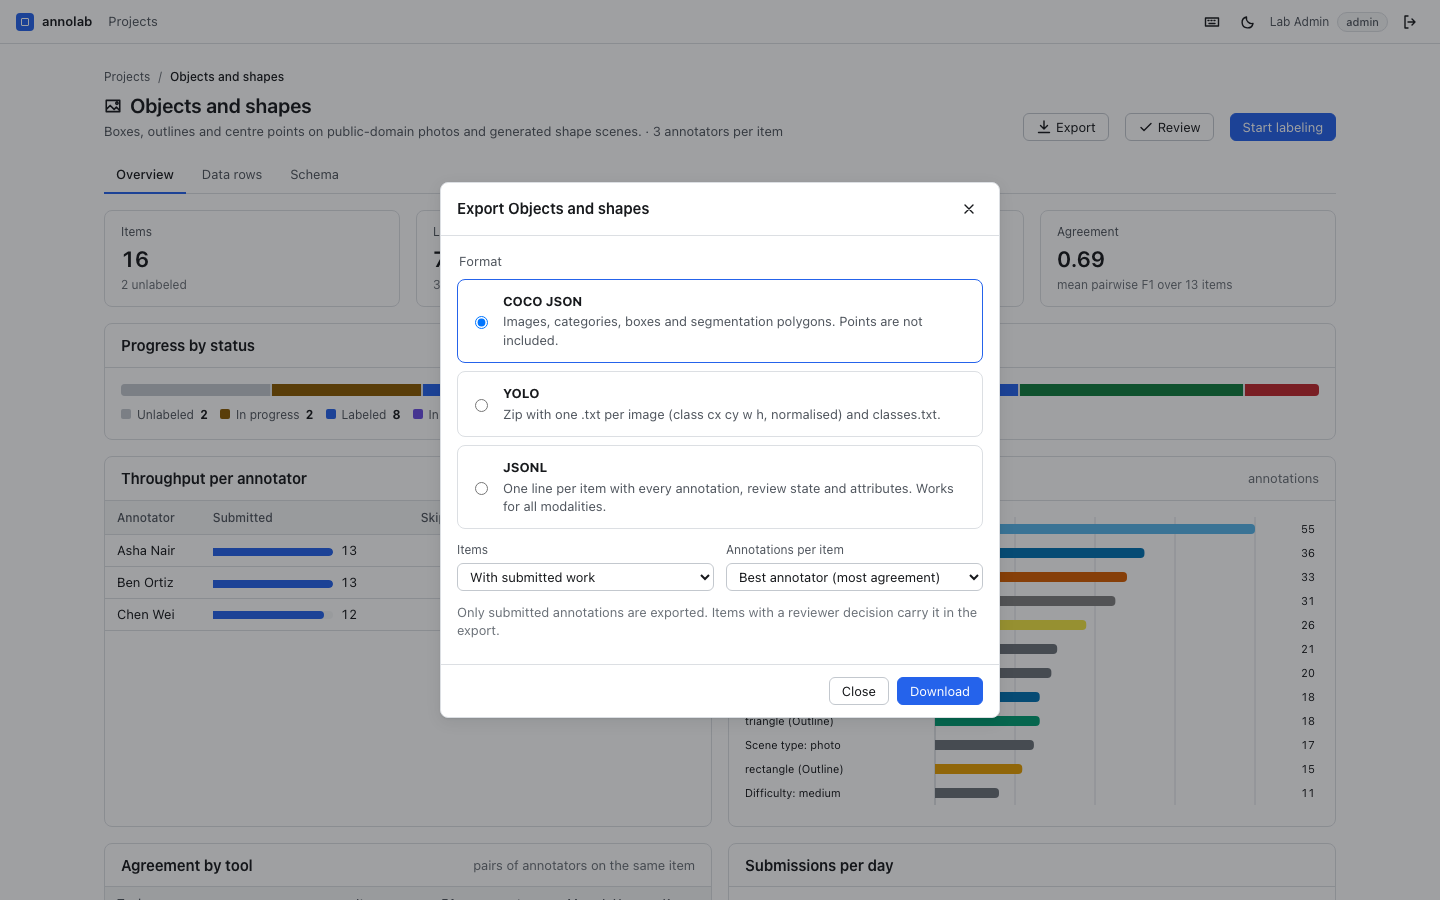 annolab
Projects
Lab Admin
admin
Projects / Objects and shapes
Objects and shapes
Boxes, outlines and centre points on public-domain photos and generated shape scenes. · 3 annotators per item
Export
Review
Start labeling
Overview
Data rows
Schema
Items
16
2 unlabeled
Agreement
0.69
mean pairwise F1 over 13 items
Progress by status
Unlabeled 2
In progress 2
Labeled 8
In
Throughput per annotator
Annotator
Submitted
Asha Nair
13
Ben Ortiz
13
Chen Wei
12
Export Objects and shapes
Format
COCO JSON
Images, categories, boxes and segmentation polygons. Points are not
included.
YOLO
Zip with one .txt per image (class cx cy w h, normalised) and classes.txt.
JSONL
One line per item with every annotation, review state and attributes. Works
for all modalities.
Items
With submitted work
Annotations per item
Best annotator (most agreement)
Only submitted annotations are exported. Items with a reviewer decision carry it in the
export.
Close
Download
annotations
55
36
33
31
26
21
20
18
triangle (Outline)
18
Scene type: photo
17
rectangle (Outline)
15
Difficulty: medium
11
Agreement by tool
pairs of annotators on the same item
Submissions per day